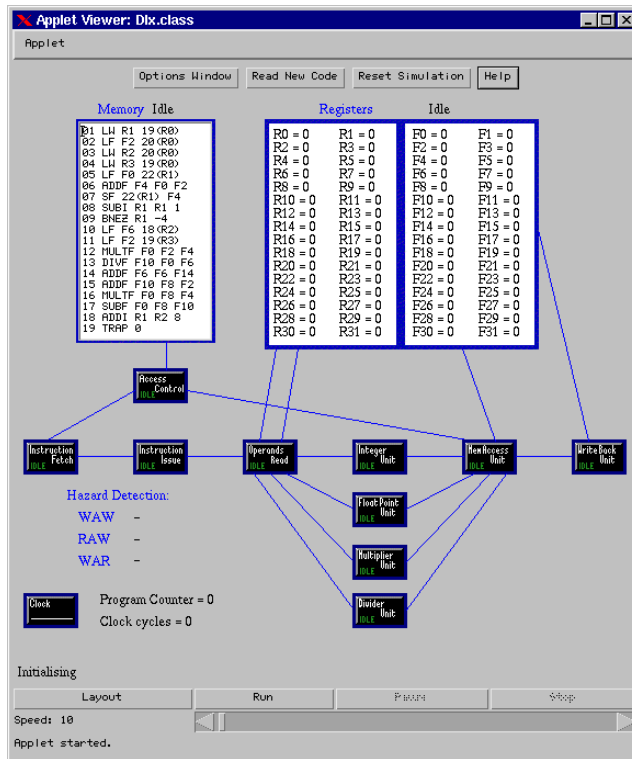 Applet Viewer: Dlx.class
Applet
Options Window Read New Code Reset Simulation Help
Memory Idle
Registers Idle
01 LW R1 19(R0)
02 LF F2 20(R0)
03 LW R2 20(R0)
04 LW R3 19(R0)
05 LF F0 22(R1)
06 ADDF F4 F0 F2
07 SF 22(R1) F4
08 SUBI R1 R1 1
09 BNEZ R1 -4
10 LF F6 18(R2)
11 LF F2 19(R3)
12 MULTF F0 F2 F4
13 DIVF F10 F0 F6
14 ADDF F6 F6 F14
15 ADDF F10 F8 F2
16 MULTF F0 F8 F4
17 SUBF F0 F8 F10
18 ADDI R1 R2 8
19 TRAP 0
R0 = 0 R1 = 0 F0 = 0 F1 = 0
R2 = 0 R3 = 0 F2 = 0 F3 = 0
R4 = 0 R5 = 0 F4 = 0 F5 = 0
R6 = 0 R7 = 0 F6 = 0 F7 = 0
R8 = 0 R9 = 0 F8 = 0 F9 = 0
R10 = 0 R11 = 0 F10 = 0 F11 = 0
R12 = 0 R13 = 0 F12 = 0 F13 = 0
R14 = 0 R15 = 0 F14 = 0 F15 = 0
R16 = 0 R17 = 0 F16 = 0 F17 = 0
R18 = 0 R19 = 0 F18 = 0 F19 = 0
R20 = 0 R21 = 0 F20 = 0 F21 = 0
R22 = 0 R23 = 0 F22 = 0 F23 = 0
R24 = 0 R25 = 0 F24 = 0 F25 = 0
R26 = 0 R27 = 0 F26 = 0 F27 = 0
R28 = 0 R29 = 0 F28 = 0 F29 = 0
R30 = 0 R31 = 0 F30 = 0 F31 = 0
Access
Control
IDLE
Instruction
Fetch
IDLE
Instruction
Issue
IDLE
Operands
Read
IDLE
Integer
Unit
IDLE
MemAccess
Unit
IDLE
WriteBack
Unit
IDLE
FloatPoint
Unit
IDLE
Multiplier
Unit
IDLE
Divider
Unit
IDLE
Hazard Detection:
WAW -
RAW -
WAR -
Clock
Program Counter = 0
Clock cycles = 0
Initialising
Layout Run Pause Stop
Speed: 10
Applet started.